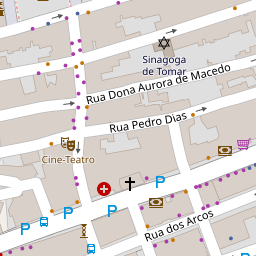 Sinagoga
de Tomar
Rua Dona Aurora de Macedo
Rua Pedro Dias
Cine-Teatro
P
P
P
P
Rua dos Arcos